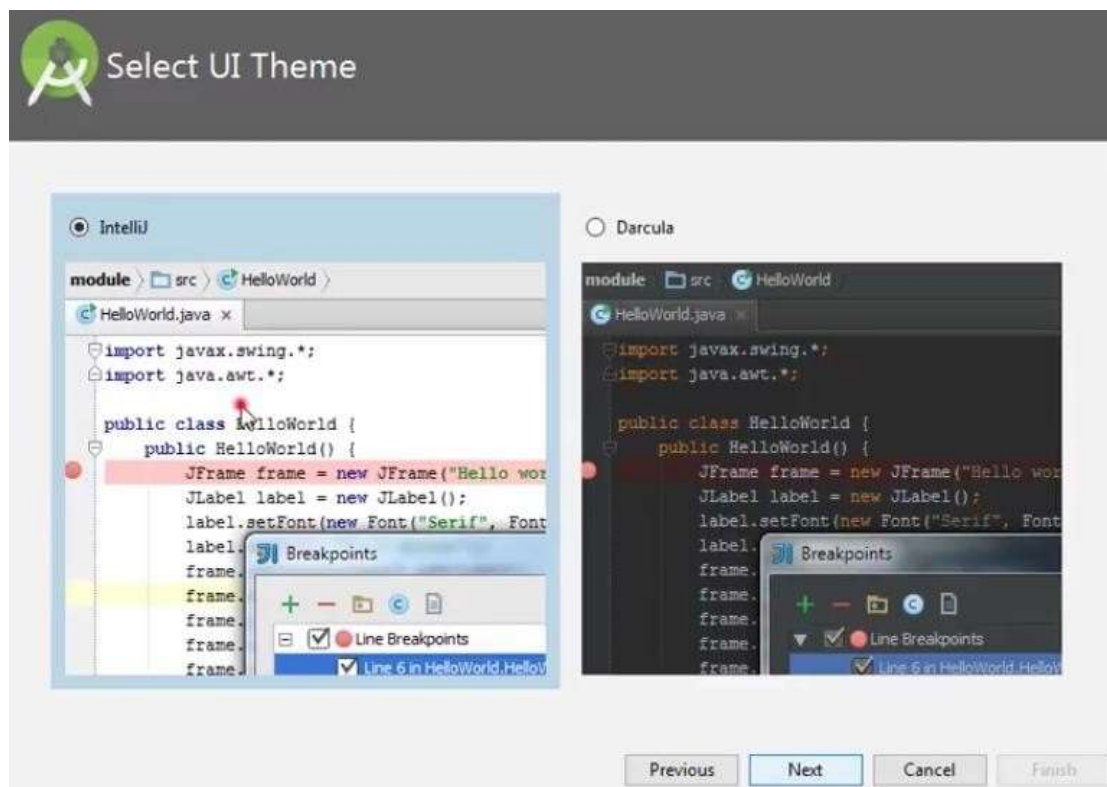 Select UI Theme
IntelliJ
module src HelloWorld
HelloWorld.java ×
import javax.swing.*;
import java.awt.*;
public class HelloWorld {
public HelloWorld() {
JFrame frame = new JFrame("Hello wor
JLabel label = new JLabel();
label.setFont(new Font("Serif", Font
label.
frame.
frame.
frame.
frame.
frame.
Breakpoints
Line Breakpoints
Line 6 in HelloWorld.HelloW
Darcula
module src HelloWorld
HelloWorld.java ×
import javax.swing.*;
import java.awt.*;
public class HelloWorld {
public HelloWorld() {
JFrame frame = new JFrame("Hello wor
JLabel label = new JLabel();
label.setFont(new Font("Serif", Font
label.
frame.
frame.
frame.
frame.
frame.
Breakpoints
Line Breakpoints
Line 6 in HelloWorld.HelloW
Previous Next Cancel Finish